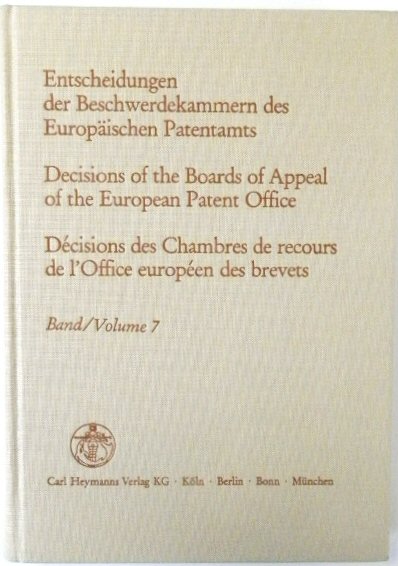 Entscheidungen
der Beschwerdekammern des
Europäischen Patentamts
Decisions of the Boards of Appeal
of the European Patent Office
Décisions des Chambres de recours
de l'Office européen des brevets
Band/Volume 7
Carl Heymanns Verlag KG · Köln · Berlin · Bonn · München